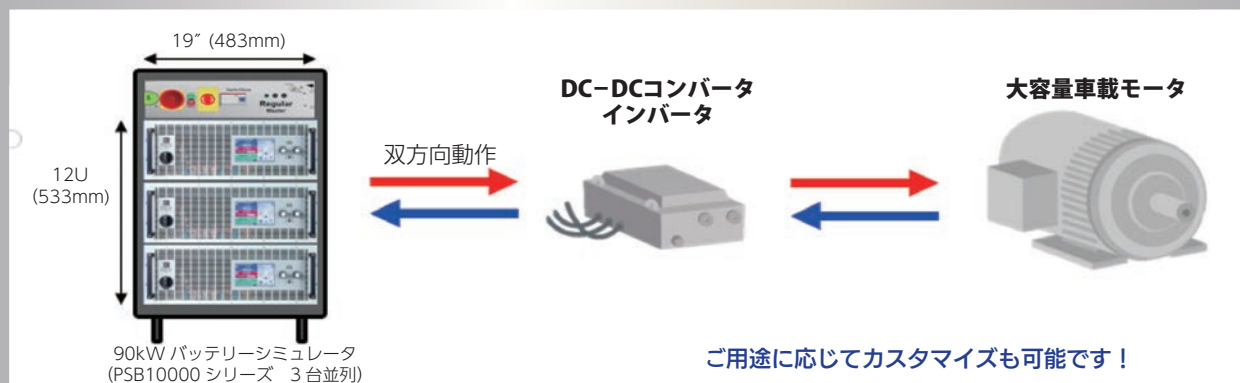 19″ (483mm)
12U
(533mm)
Regular
Master
双方向動作
DC−DCコンバータ
インバータ
大容量車載モータ
90kW バッテリーシミュレータ
(PSB10000 シリーズ　3 台並列)
ご用途に応じてカスタマイズも可能です！